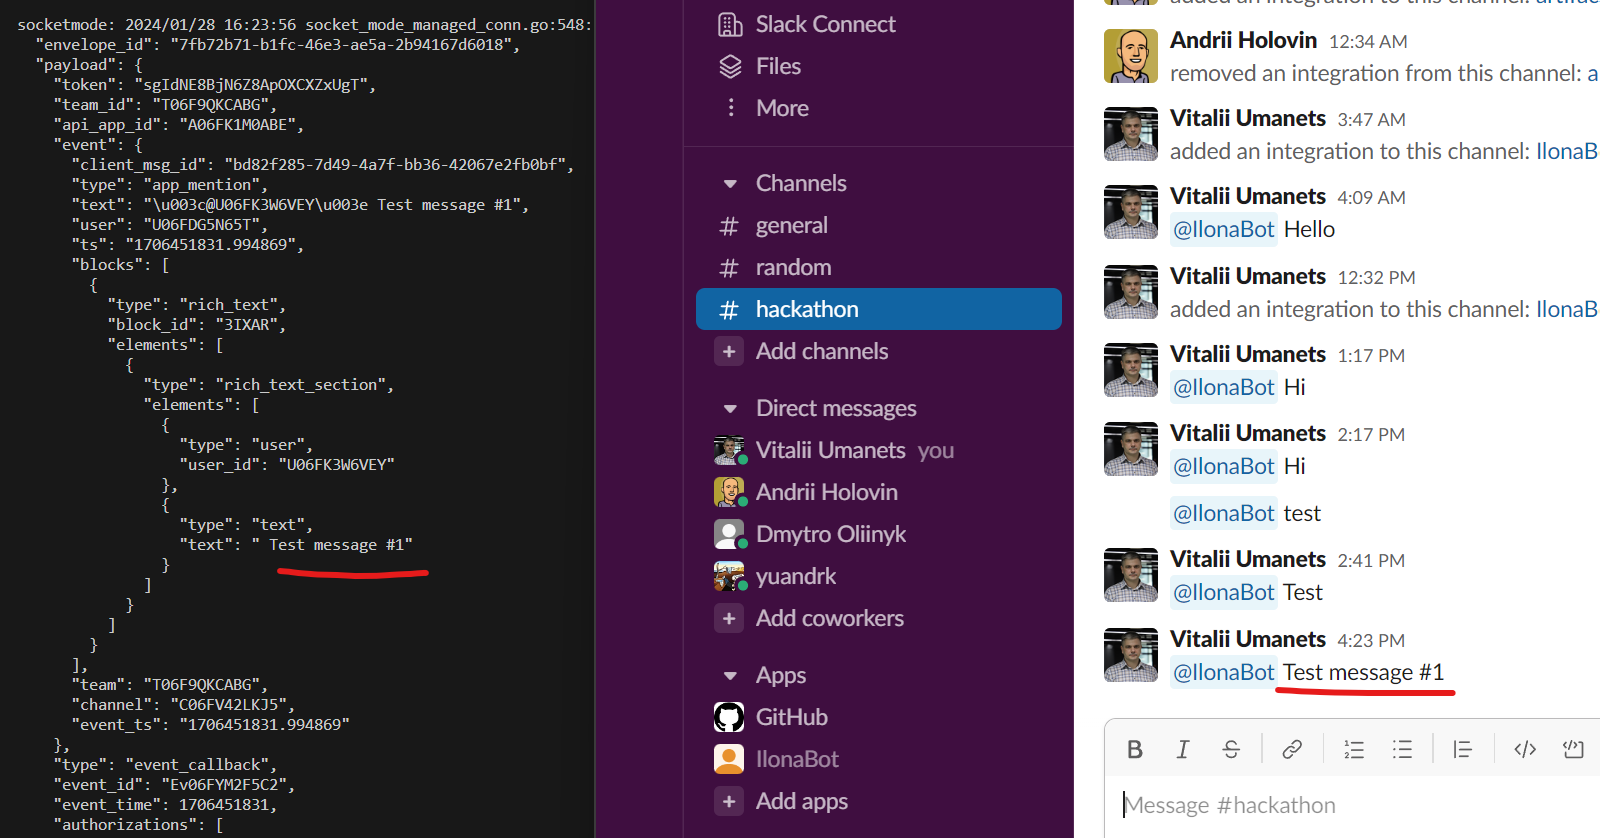 socketmode: 2024/01/28 16:23:56 socket_mode_managed_conn.go:548:
"envelope_id": "7fb72b71-b1fc-46e3-ae5a-2b94167d6018",
"payload": {
"token": "sgIdNE8BjN6Z8ApOXCXZxUgT",
"team_id": "T06F9QKCABG",
"api_app_id": "A06FK1M0ABE",
"event": {
"client_msg_id": "bd82f285-7d49-4a7f-bb36-42067e2fb0bf",
"type": "app_mention",
"text": "\u003c@U06FK3W6VEY\u003e Test message #1",
"user": "U06FDG5N65T",
"ts": "1706451831.994869",
"blocks": [
{
"type": "rich_text",
"block_id": "3IXAR",
"elements": [
{
"type": "rich_text_section",
"elements": [
{
"type": "user",
"user_id": "U06FK3W6VEY"
},
{
"type": "text",
"text": " Test message #1"
}
]
}
]
}
],
"team": "T06F9QKCABG",
"channel": "C06FV42LKJ5",
"event_ts": "1706451831.994869"
},
"type": "event_callback",
"event_id": "Ev06FYM2F5C2",
"event_time": 1706451831,
"authorizations": [
Slack Connect
Files
More
Channels
# general
# random
# hackathon
+ Add channels
Direct messages
Vitalii Umanets you
Andrii Holovin
Dmytro Oliinyk
yuandrk
+ Add coworkers
Apps
GitHub
IlonaBot
+ Add apps
added an integration to this channel: artifac
Andrii Holovin 12:34 AM
removed an integration from this channel: a
Vitalii Umanets 3:47 AM
added an integration to this channel: IlonaB
Vitalii Umanets 4:09 AM
@IlonaBot Hello
Vitalii Umanets 12:32 PM
added an integration to this channel: IlonaB
Vitalii Umanets 1:17 PM
@IlonaBot Hi
Vitalii Umanets 2:17 PM
@IlonaBot Hi
@IlonaBot test
Vitalii Umanets 2:41 PM
@IlonaBot Test
Vitalii Umanets 4:23 PM
@IlonaBot Test message #1
B I S
Message #hackathon